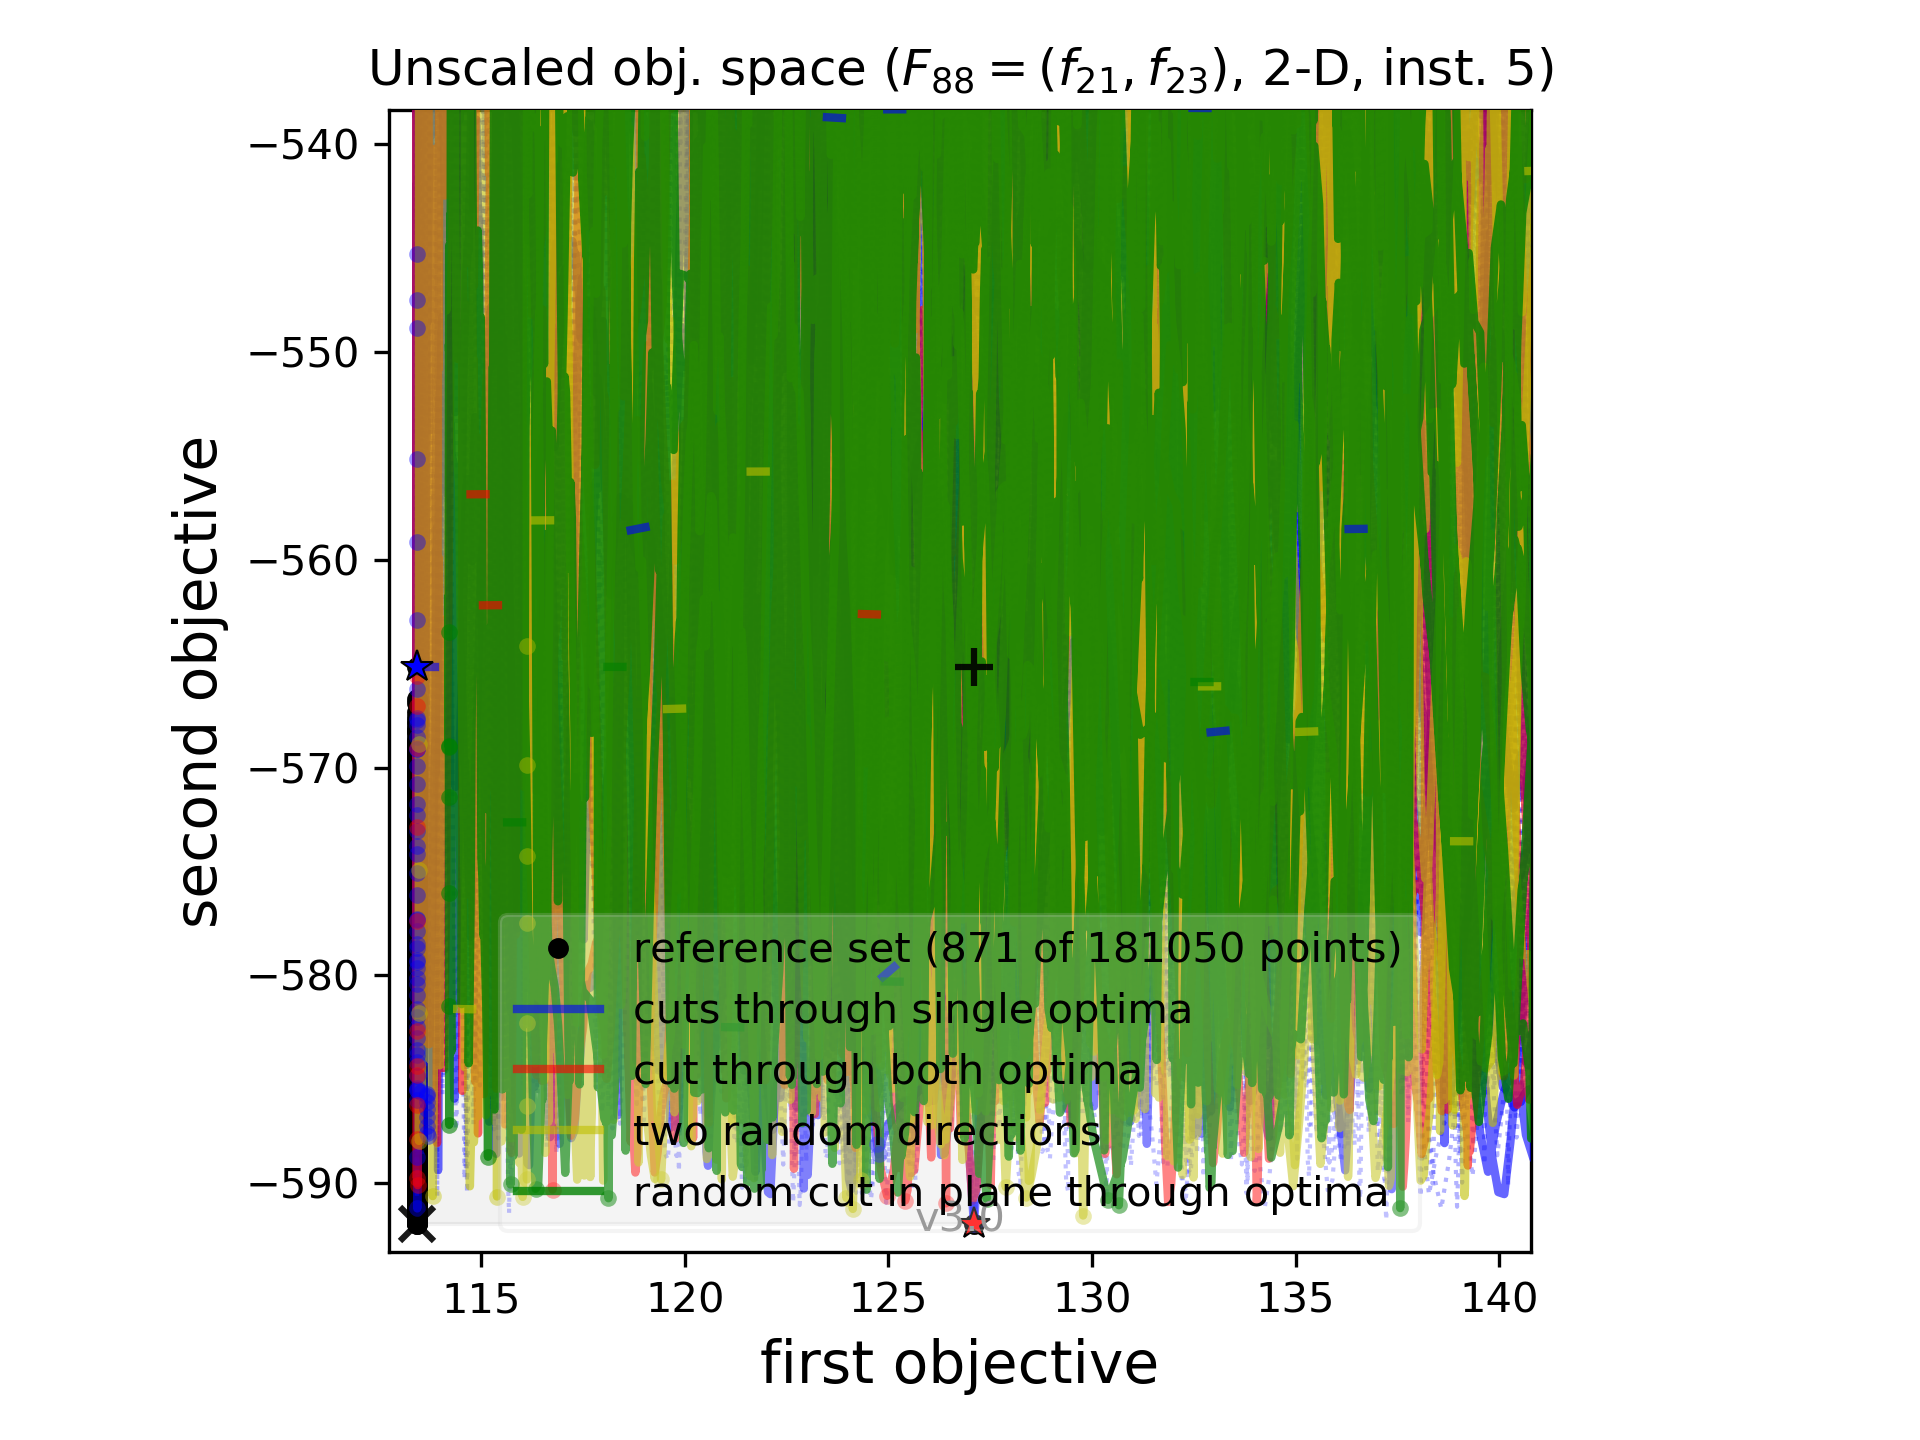 Unscaled obj. space (F88 = (f21, f23), 2-D, inst. 5)
second objective
−540
−550
−560
−570
−580
−590
reference set (871 of 181050 points)
cuts through single optima
cut through both optima
two random directions
random cut in plane through optima
115
120
125
130
135
140
first objective